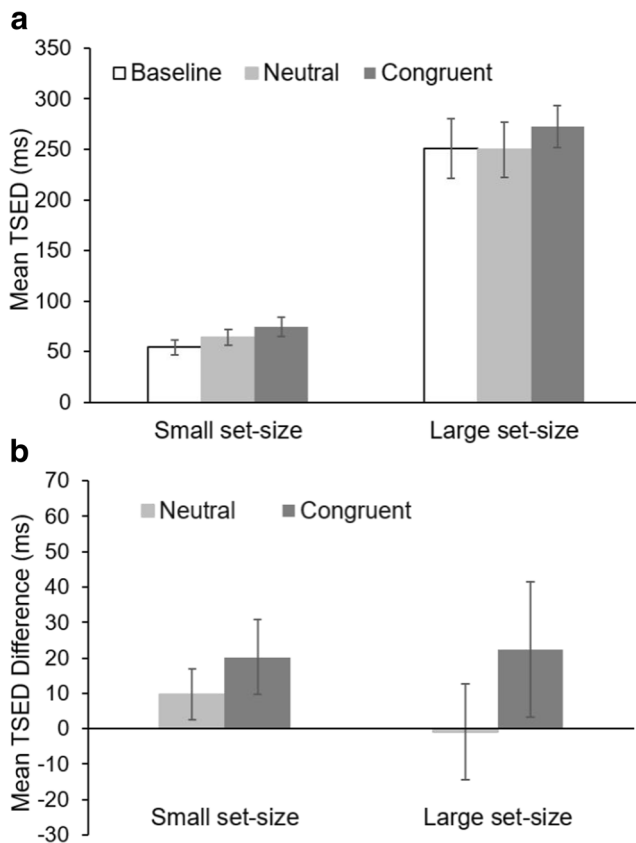 a
Mean TSED (ms)
350
300
250
200
150
100
50
0
Baseline Neutral Congruent
Small set-size Large set-size
b
Mean TSED Difference (ms)
70
60
50
40
30
20
10
0
-10
-20
-30
Neutral Congruent
Small set-size Large set-size